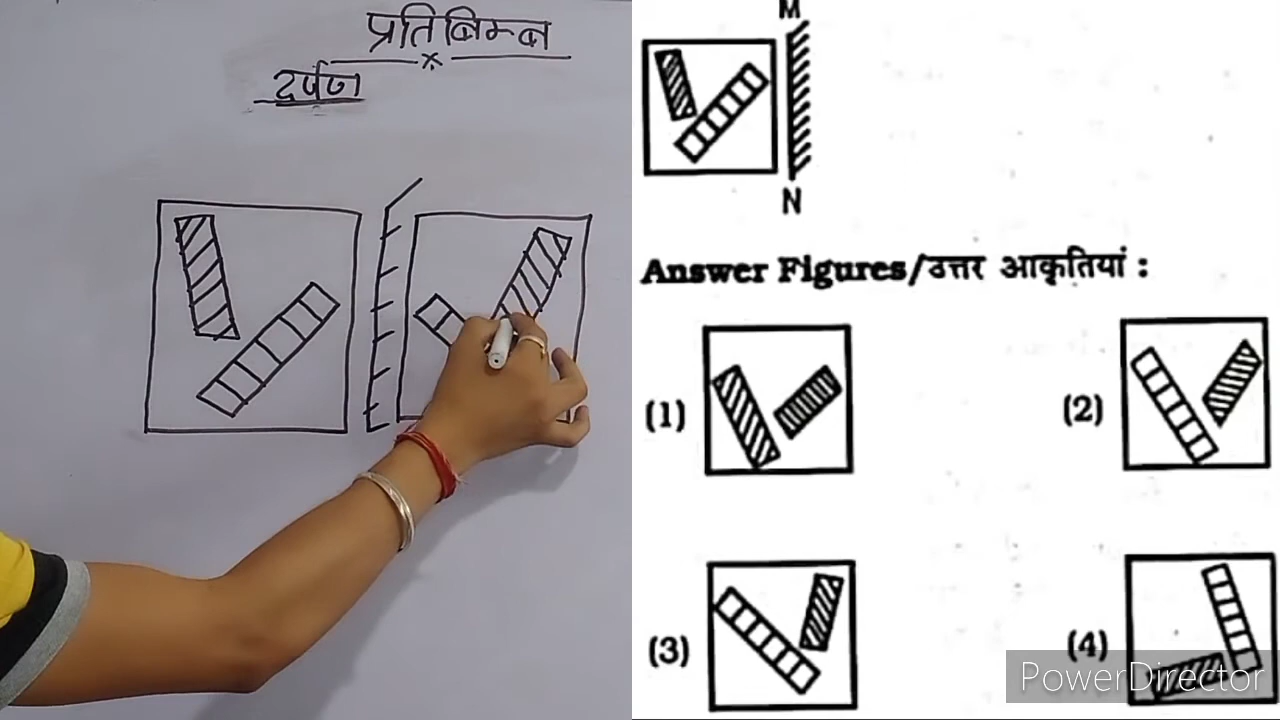 प्रतिबिम्ब
दर्पण
M
N
Answer Figures/उत्तर आकृतियां :
(1)
(2)
(3)
(4)
PowerDirector